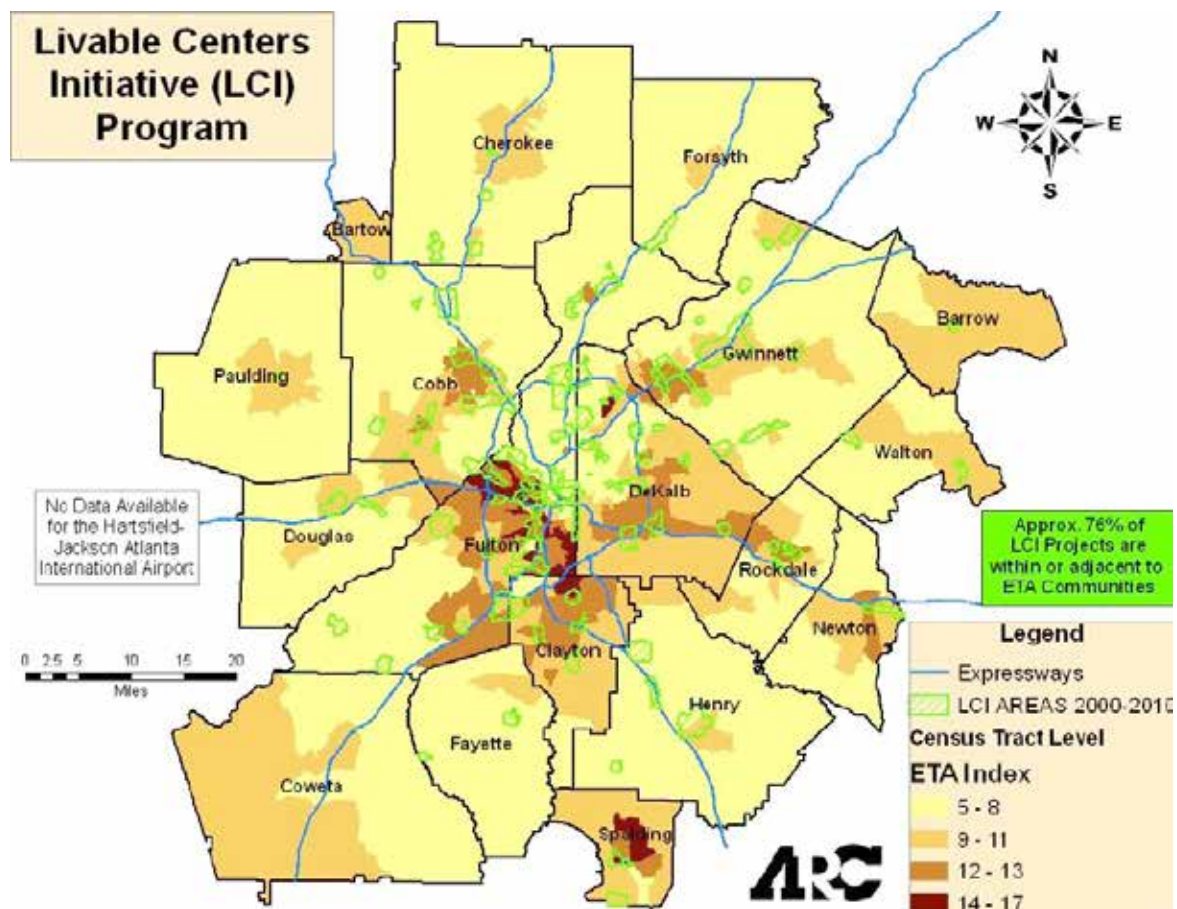 Livable Centers
Initiative (LCI)
Program
N
W
E
S
Cherokee
Forsyth
Bartow
Barrow
Gwinnett
Paulding
Cobb
Walton
No Data Available
for the Hartsfield-
Jackson Atlanta
International Airport
DeKalb
Douglas
Fulton
Rockdale
Approx. 76% of
LCI Projects are
within or adjacent to
ETA Communities
Newton
Clayton
0 2.5 5 10 15 20
Miles
Henry
Fayette
Coweta
Spalding
ARC
Legend
Expressways
LCI AREAS 2000-2010
Census Tract Level
ETA Index
5 - 8
9 - 11
12 - 13
14 - 17